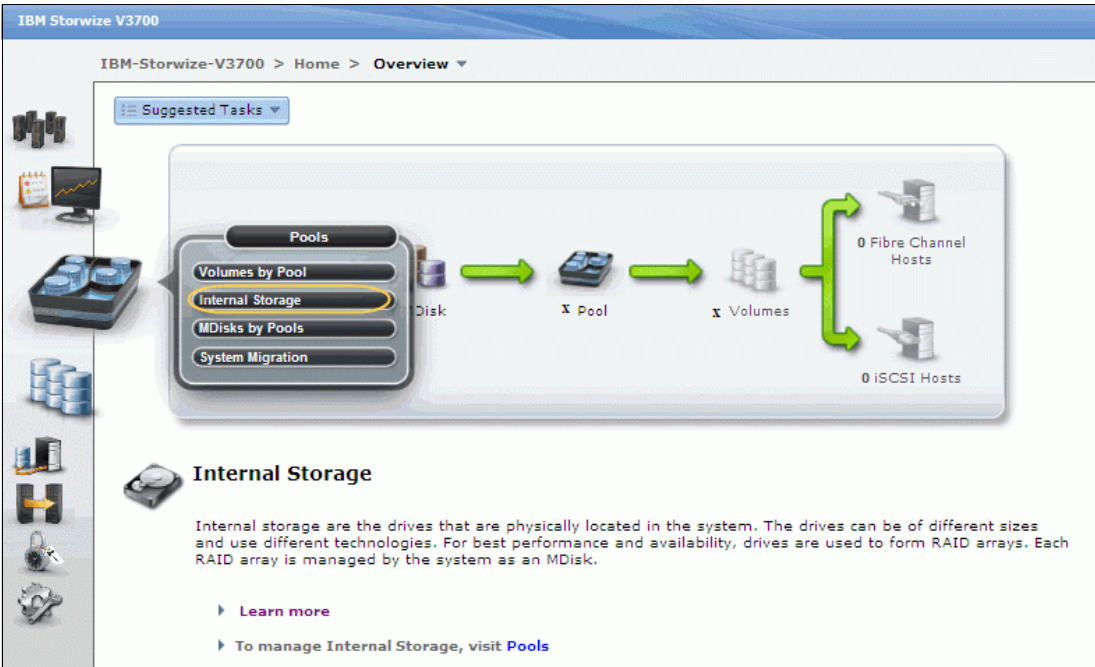 IBM Storwize V3700
IBM-Storwize-V3700 > Home > Overview
Suggested Tasks
Pools
Volumes by Pool
Internal Storage
MDisks by Pools
System Migration
x Pool
x Volumes
0 Fibre Channel
Hosts
0 iSCSI Hosts
Internal Storage
Internal storage are the drives that are physically located in the system. The drives can be of different sizes
and use different technologies. For best performance and availability, drives are used to form RAID arrays. Each
RAID array is managed by the system as an MDisk.
Learn more
To manage Internal Storage, visit Pools